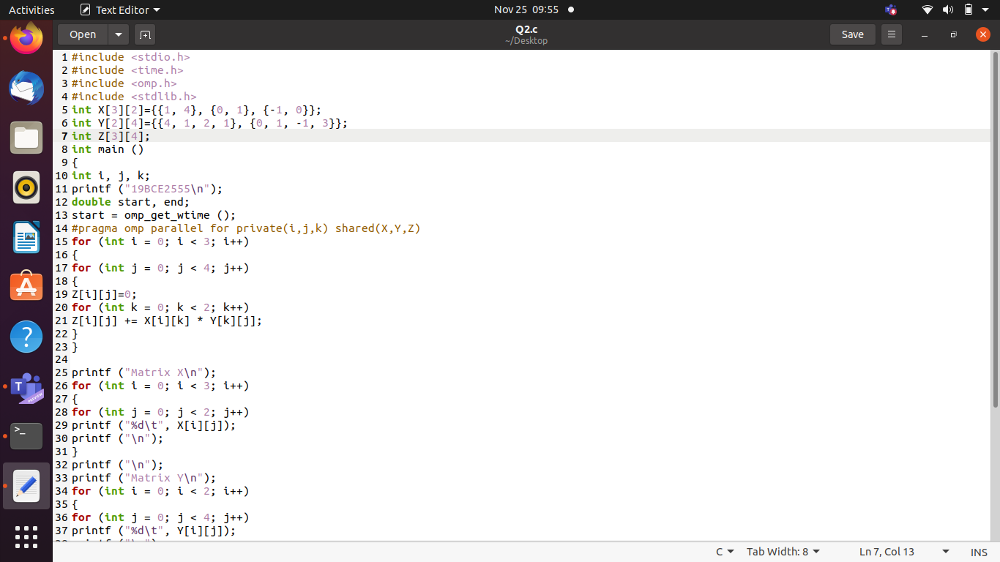 Activities Text Editor Nov 25 09:55
Open Q2.c Save
~/Desktop
1 #include <stdio.h>
2 #include <time.h>
3 #include <omp.h>
4 #include <stdlib.h>
5 int X[3][2]={{1, 4}, {0, 1}, {-1, 0}};
6 int Y[2][4]={{4, 1, 2, 1}, {0, 1, -1, 3}};
7 int Z[3][4];
8 int main ()
9 {
10 int i, j, k;
11 printf ("19BCE2555\n");
12 double start, end;
13 start = omp_get_wtime ();
14 #pragma omp parallel for private(i,j,k) shared(X,Y,Z)
15 for (int i = 0; i < 3; i++)
16 {
17 for (int j = 0; j < 4; j++)
18 {
19 Z[i][j]=0;
20 for (int k = 0; k < 2; k++)
21 Z[i][j] += X[i][k] * Y[k][j];
22 }
23 }
24
25 printf ("Matrix X\n");
26 for (int i = 0; i < 3; i++)
27 {
28 for (int j = 0; j < 2; j++)
29 printf ("%d\t", X[i][j]);
30 printf ("\n");
31 }
32 printf ("\n");
33 printf ("Matrix Y\n");
34 for (int i = 0; i < 2; i++)
35 {
36 for (int j = 0; j < 4; j++)
37 printf ("%d\t", Y[i][j]);
C Tab Width: 8 Ln 7, Col 13 INS